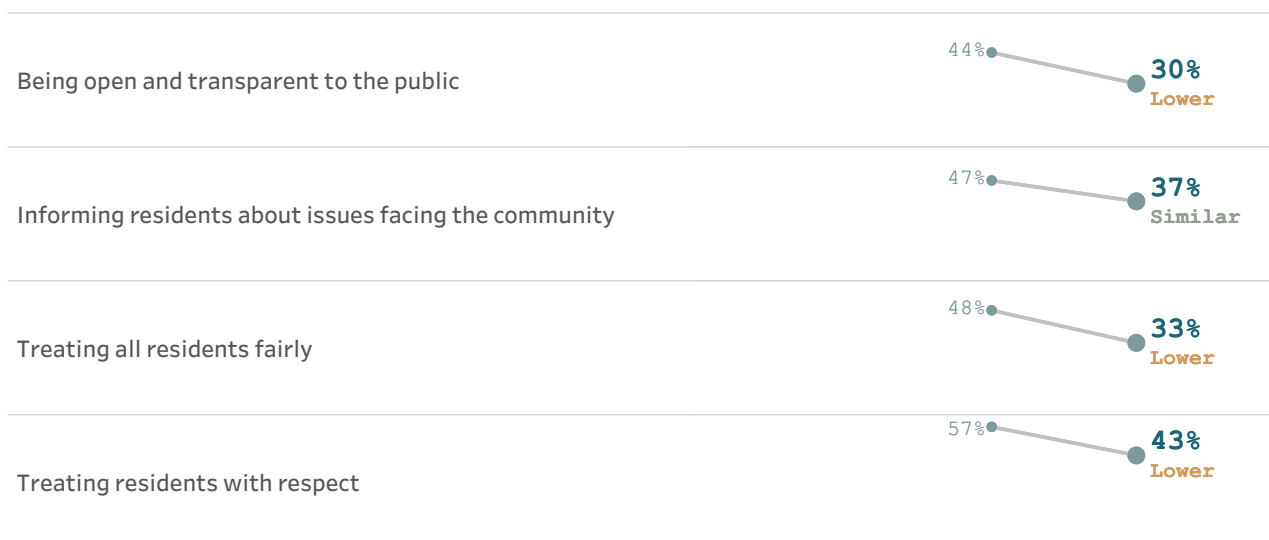 44%
Being open and transparent to the public
30%
Lower
47%
Informing residents about issues facing the community
37%
Similar
48%
Treating all residents fairly
33%
Lower
57%
Treating residents with respect
43%
Lower